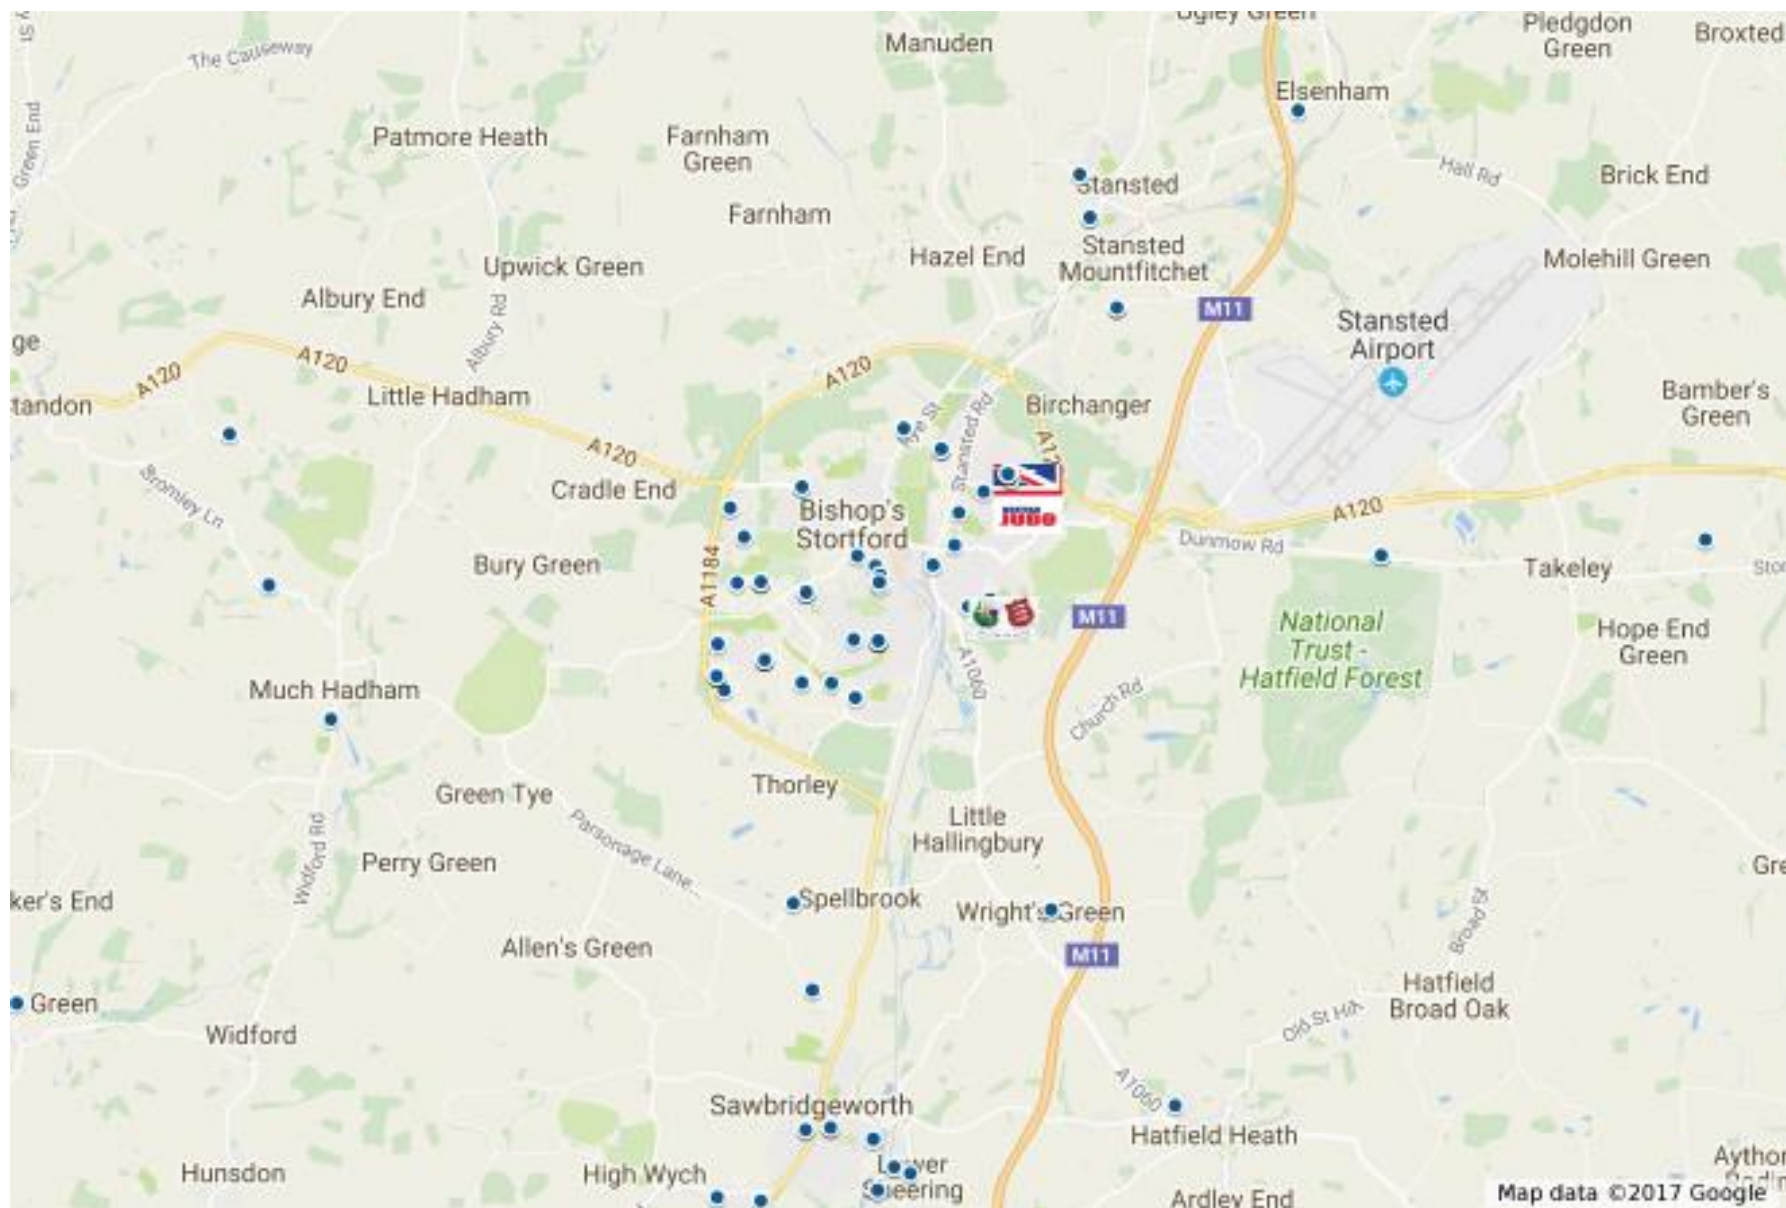 Ugley Green
Manuden
Pledgdon
Green
Broxted
The Causeway
Elsenham
Green End
Patmore Heath
Farnham
Green
Hall Rd
Brick End
Stansted
Farnham
Stansted
Mountfitchet
Hazel End
Molehill Green
Upwick Green
Albury End
Albury Rd
M11
Stansted
Airport
ge
A120
A120
A120
Little Hadham
tandon
Birchanger
Bamber's
Green
Rye St
Stansted Rd
A120
Cradle End
Bromley Ln
Bishop's
Stortford
JUDO
A120
Dunmow Rd
Bury Green
A1184
Takeley
M11
National
Trust -
Hatfield Forest
Hope End
Green
A1060
Church Rd
Much Hadham
Thorley
Green Tye
Parsonage Lane...
Little
Hallingbury
Widford Rd
Perry Green
ker's End
Spellbrook
Wright's Green
Broad St
Allen's Green
M11
Hatfield
Broad Oak
Green
Old St Hill
Widford
A1060
Sawbridgeworth
Hatfield Heath
Hunsdon
High Wych
Lower
Sheering
Ardley End
Map data ©2017 Google